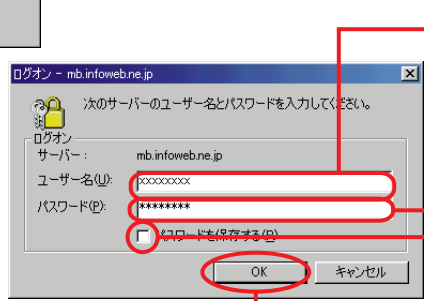 ログオン - mb.infoweb.ne.jp
次のサーバーのユーザー名とパスワードを入力してください。
ログオン
サーバー： mb.infoweb.ne.jp
ユーザー名(U): xxxxxxxx
パスワード(P): ********
パスワードを保存する(R)
OK キャンセル